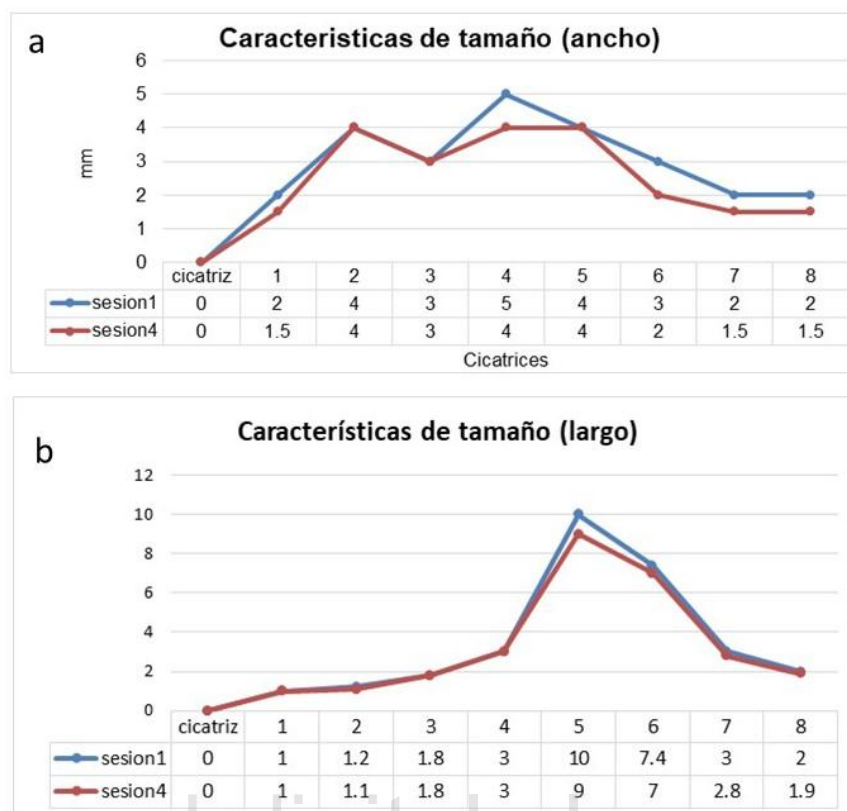 a
Caracteristicas de tamaño (ancho)
6
5
4
3
2
1
0
mm
cicatriz 1 2 3 4 5 6 7 8
sesion1 0 2 4 3 5 4 3 2 2
sesion4 0 1.5 4 3 4 4 2 1.5 1.5
Cicatrices
b
Características de tamaño (largo)
12
10
8
6
4
2
0
cicatriz 1 2 3 4 5 6 7 8
sesion1 0 1 1.2 1.8 3 10 7.4 3 2
sesion4 0 1 1.1 1.8 3 9 7 2.8 1.9